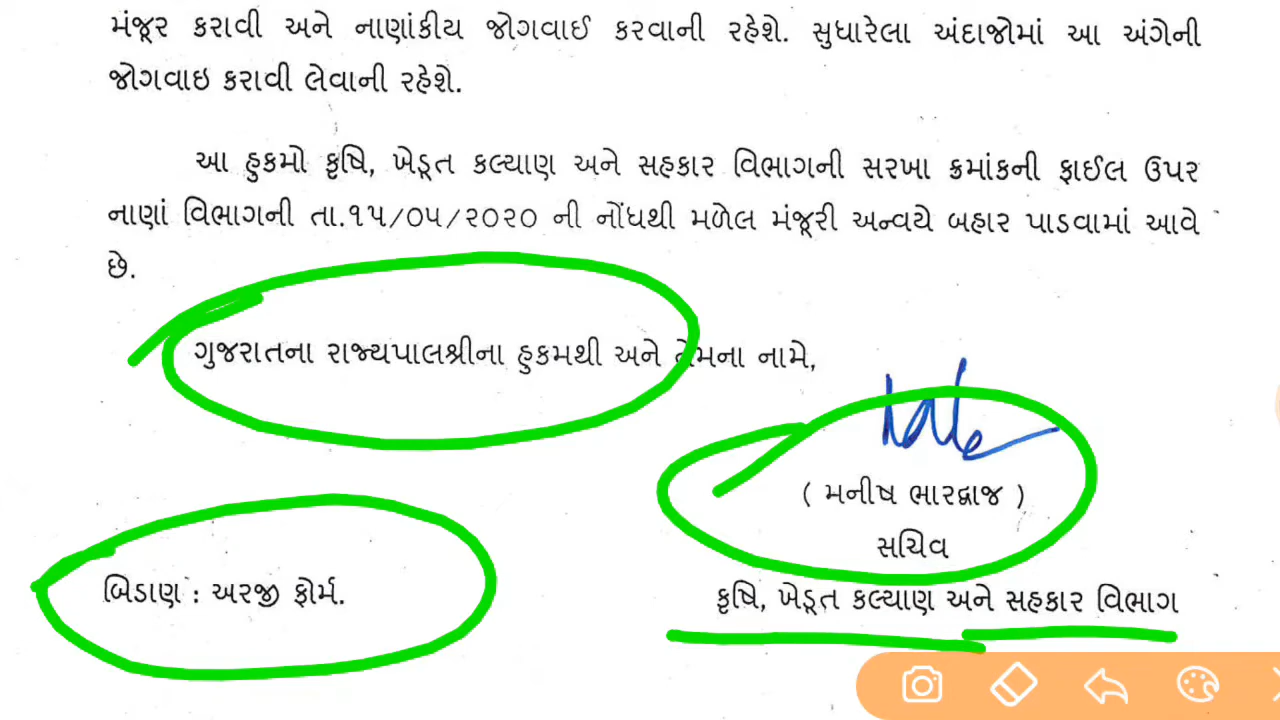 મંજૂર કરાવી અને નાણાંકીય જોગવાઈ કરવાની રહેશે. સુધારેલા અંદાજોમાં આ અંગેની
જોગવાઇ કરાવી લેવાની રહેશે.
આ હુકમો કૃષિ, ખેડૂત કલ્યાણ અને સહકાર વિભાગની સરખા ક્રમાંકની ફાઈલ ઉપર
નાણાં વિભાગની તા.૧૫/૦૫/૨૦૨૦ ની નોંધથી મળેલ મંજૂરી અન્વયે બહાર પાડવામાં આવે
છે.
ગુજરાતના રાજ્યપાલશ્રીના હુકમથી અને તેમના નામે,
( મનીષ ભારદ્વાજ )
સચિવ
બિડાણ : અરજી ફોર્મ.
કૃષિ, ખેડૂત કલ્યાણ અને સહકાર વિભાગ